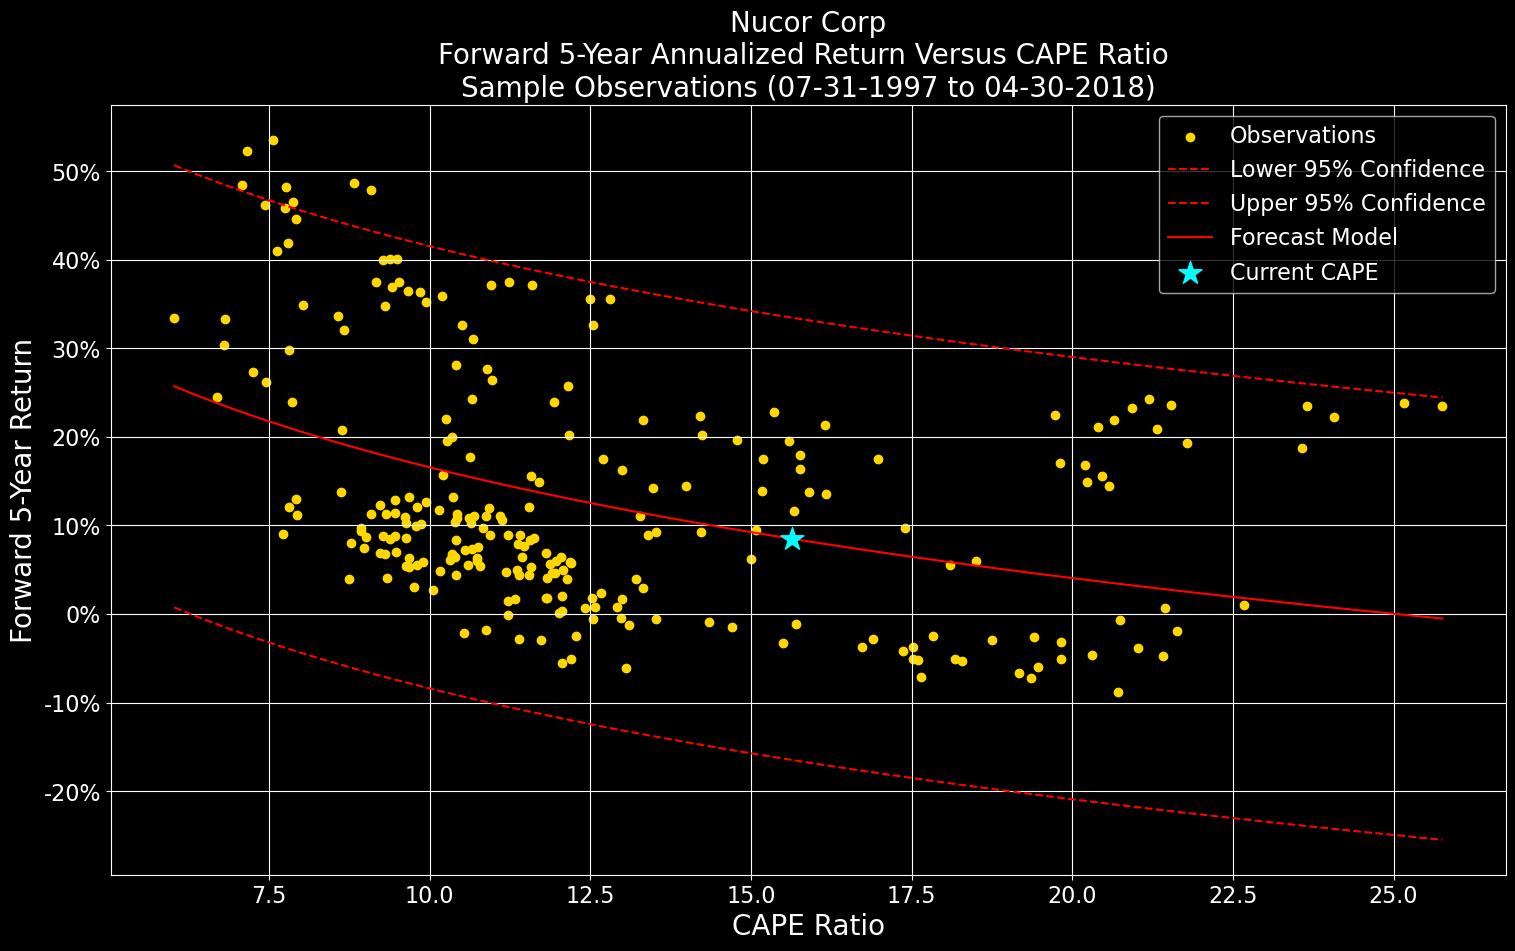 Nucor Corp
Forward 5-Year Annualized Return Versus CAPE Ratio
Sample Observations (07-31-1997 to 04-30-2018)
Observations
Lower 95% Confidence
Upper 95% Confidence
Forecast Model
Current CAPE
Forward 5-Year Return
50%
40%
30%
20%
10%
0%
-10%
-20%
7.5 10.0 12.5 15.0 17.5 20.0 22.5 25.0
CAPE Ratio